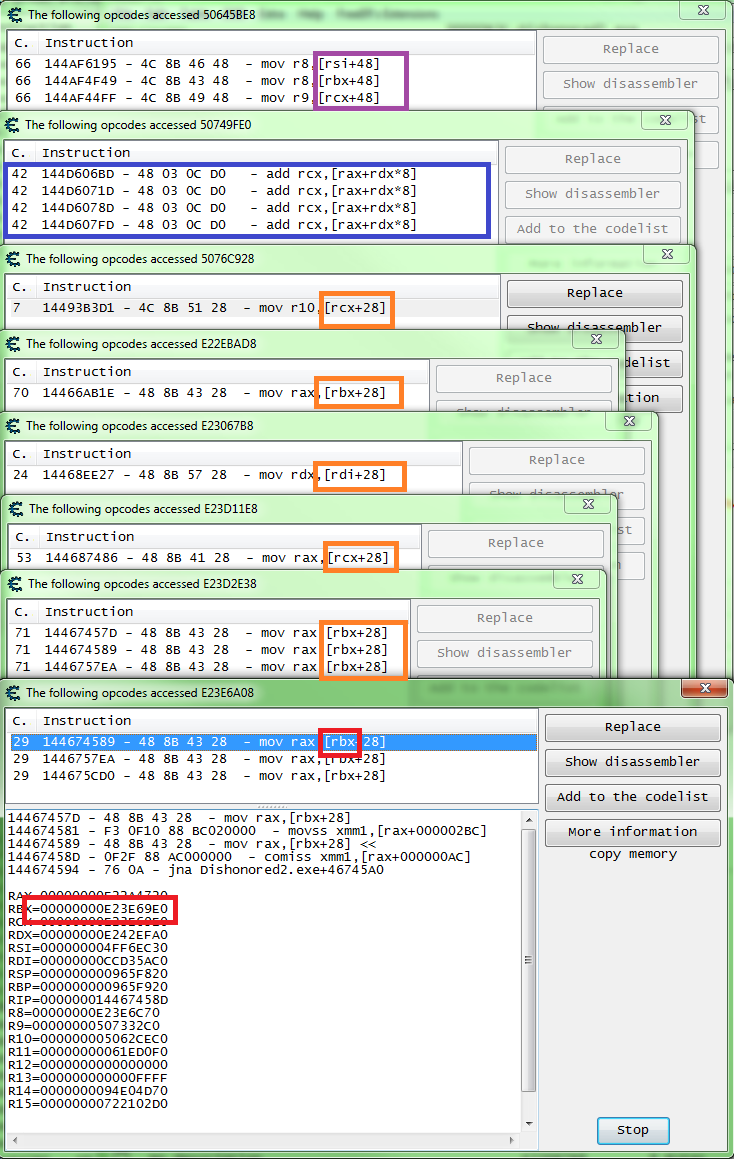 The following opcodes accessed 50645BE8
C. Instruction
66 144AF6195 - 4C 8B 46 48 - mov r8,[rsi+48]
66 144AF4F49 - 4C 8B 43 48 - mov r8,[rbx+48]
66 144AF44FF - 4C 8B 49 48 - mov r9,[rcx+48]
Replace
Show disassembler
The following opcodes accessed 50749FE0
C. Instruction
42 144D606BD - 48 03 0C D0 - add rcx,[rax+rdx*8]
42 144D6071D - 48 03 0C D0 - add rcx,[rax+rdx*8]
42 144D6078D - 48 03 0C D0 - add rcx,[rax+rdx*8]
42 144D607FD - 48 03 0C D0 - add rcx,[rax+rdx*8]
Replace
Show disassembler
Add to the codelist
The following opcodes accessed 5076C928
C. Instruction
7 14493B3D1 - 4C 8B 51 28 - mov r10,[rcx+28]
Replace
Show disassembler
The following opcodes accessed E22EBAD8
C. Instruction
70 14466AB1E - 48 8B 43 28 - mov rax,[rbx+28]
Replace
The following opcodes accessed E23067B8
C. Instruction
24 14468EE27 - 48 8B 57 28 - mov rdx,[rdi+28]
Replace
The following opcodes accessed E23D11E8
C. Instruction
53 144687486 - 48 8B 41 28 - mov rax,[rcx+28]
Replace
The following opcodes accessed E23D2E38
C. Instruction
71 14467457D - 48 8B 43 28 - mov rax,[rbx+28]
71 144674589 - 48 8B 43 28 - mov rax,[rbx+28]
71 1446757EA - 48 8B 43 28 - mov rax,[rbx+28]
Replace
Show disassembler
The following opcodes accessed E23E6A08
C. Instruction
29 144674589 - 48 8B 43 28 - mov rax,[rbx+28]
29 1446757EA - 48 8B 43 28 - mov rax,[rbx+28]
29 144675CD0 - 48 8B 43 28 - mov rax,[rbx+28]
Replace
Show disassembler
Add to the codelist
More information
copy memory
14467457D - 48 8B 43 28 - mov rax,[rbx+28]
144674581 - F3 0F10 88 BC020000 - movss xmm1,[rax+000002BC]
144674589 - 48 8B 43 28 - mov rax,[rbx+28] <<
14467458D - 0F2F 88 AC000000 - comiss xmm1,[rax+000000AC]
144674594 - 76 0A - jna Dishonored2.exe+46745A0
RBX=00000000E23E69E0
RDX=00000000E242EFA0
RSI=000000004FF6EC30
RDI=00000000CCD35AC0
RSP=00000000965F820
RBP=00000000965F920
RIP=000000014467458D
R8=00000000E23E6C70
R9=00000000507332C0
R10=000000005062CEC0
R11=00000000061ED0F0
R12=0000000000000000
R13=000000000000FFFF
R14=0000000094E04D70
R15=00000000722102D0
Stop